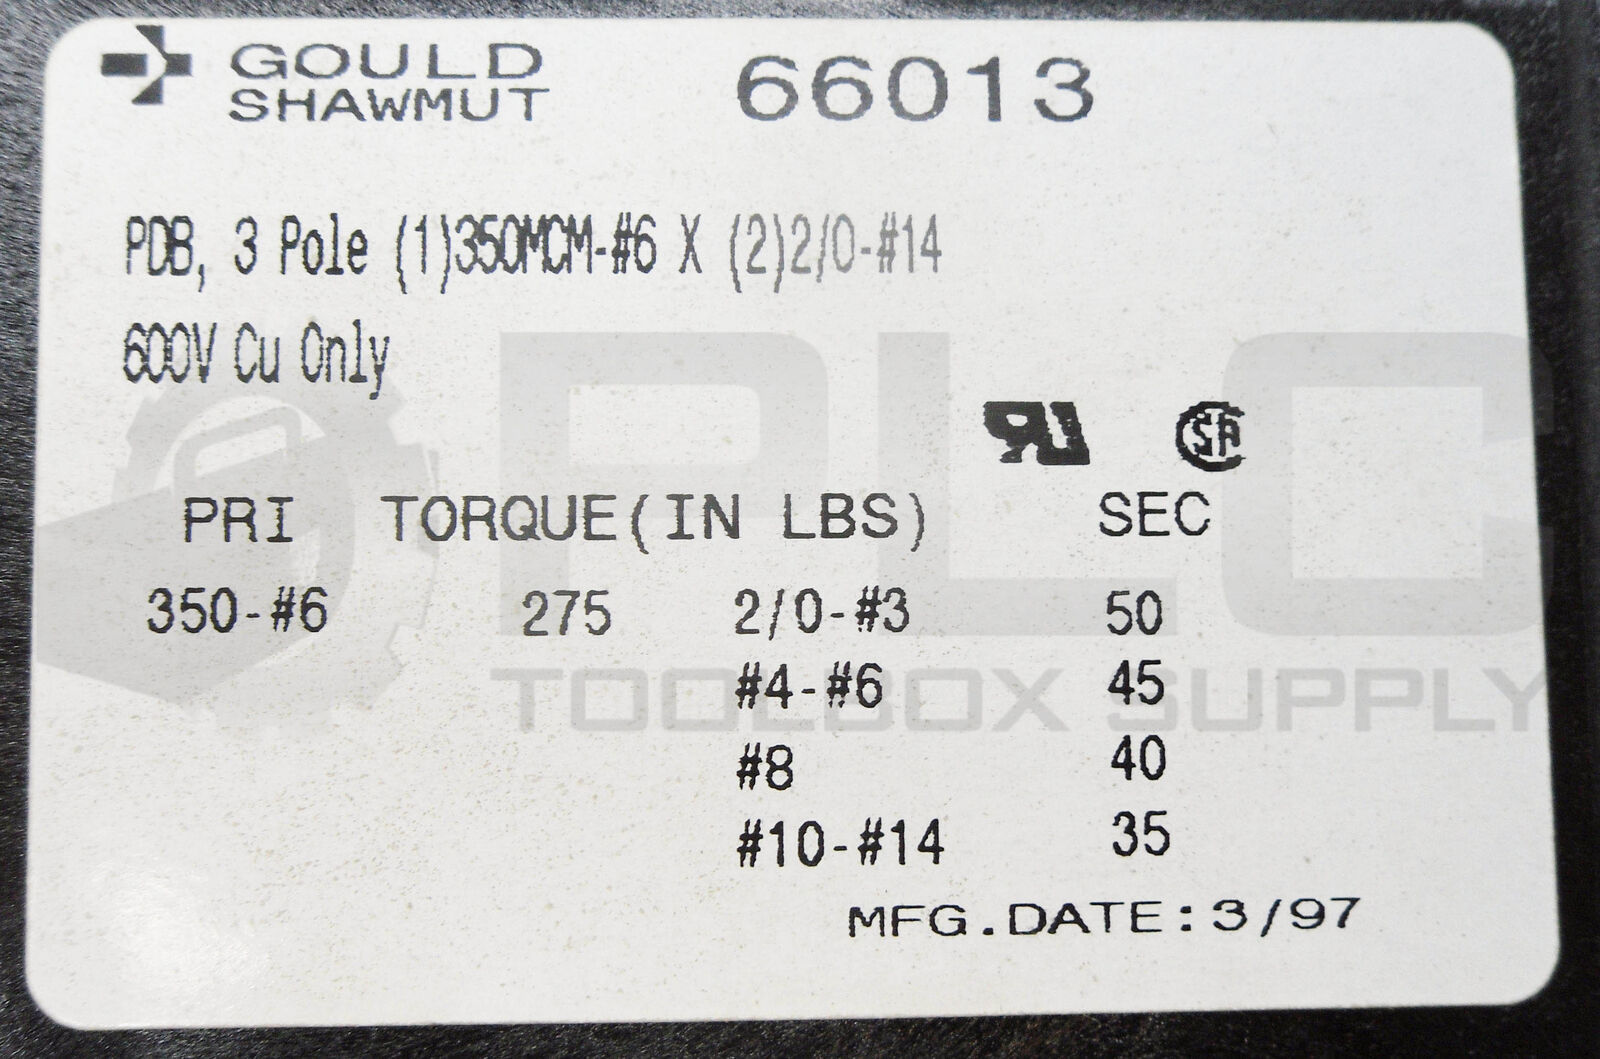 GOULD
SHAWMUT
66013
PDB, 3 Pole (1)350MCM-#6 X (2)2/0-#14
600V Cu Only
RU
CSA
PRI TORQUE(IN LBS) SEC
350-#6 275 2/0-#3 50
#4-#6 45
#8 40
#10-#14 35
MFG.DATE:3/97
PLC
TOOLBOX SUPPLY